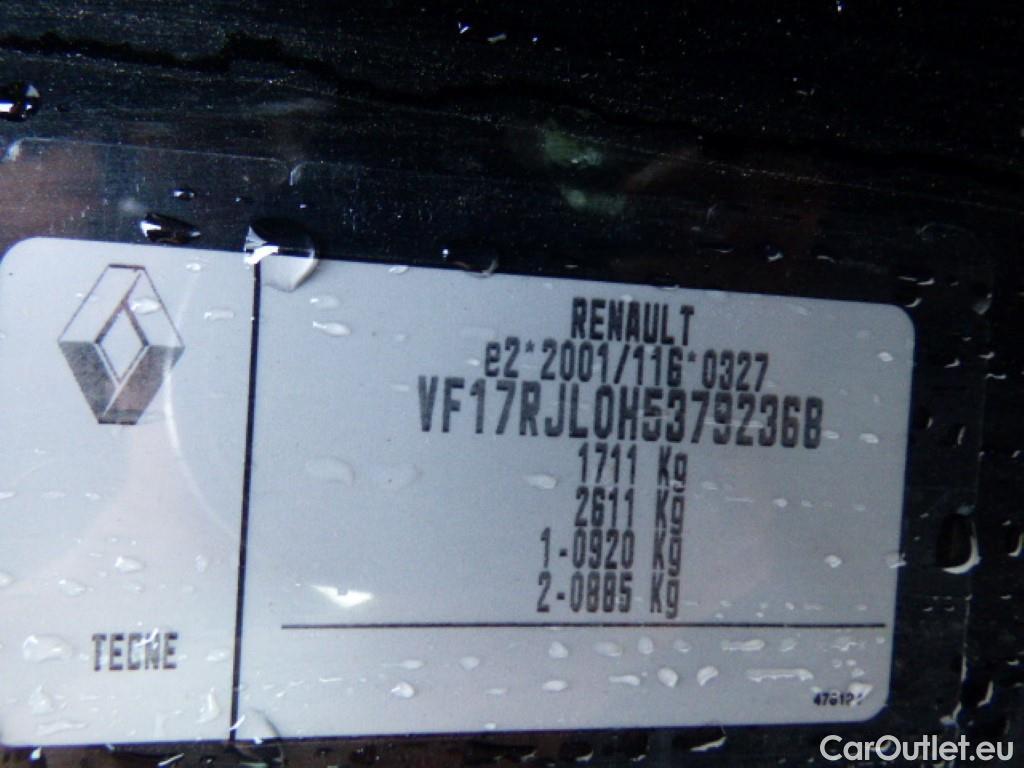 RENAULT
e2*2001/116*0327
VF17RJL0H53792368
1711 Kg
2611 Kg
1-0920 Kg
2-0885 Kg
TECNE
CarOutlet.eu